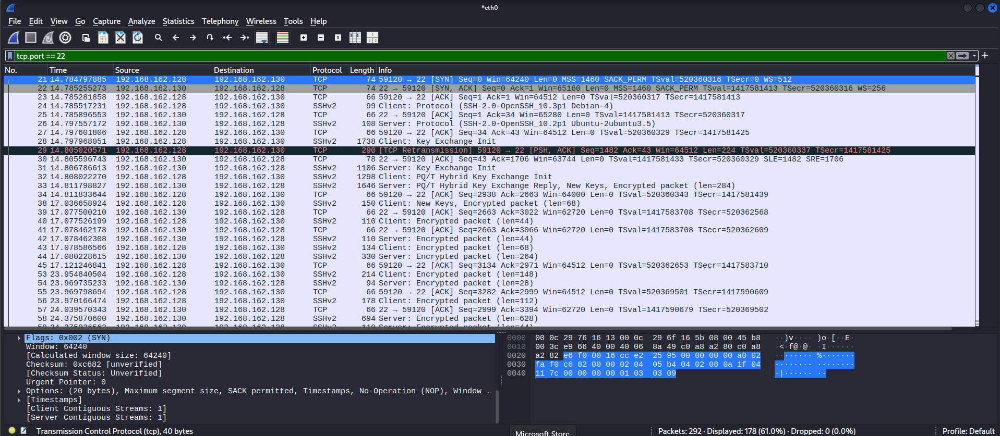 *eth0
File Edit View Go Capture Analyze Statistics Telephony Wireless Tools Help
tcp.port == 22
No. Time Source Destination Protocol Length Info
21 14.784797885 192.168.162.128 192.168.162.130 TCP 74 59120 → 22 [SYN] Seq=0 Win=64240 Len=0 MSS=1460 SACK_PERM TSval=520360316 TSecr=0 WS=512
22 14.785255273 192.168.162.130 192.168.162.128 TCP 74 22 → 59120 [SYN, ACK] Seq=0 Ack=1 Win=65160 Len=0 MSS=1460 SACK_PERM TSval=1417581413 TSecr=520360316 WS=256
23 14.785281858 192.168.162.128 192.168.162.130 TCP 66 59120 → 22 [ACK] Seq=1 Ack=1 Win=64512 Len=0 TSval=520360317 TSecr=1417581413
24 14.785517231 192.168.162.128 192.168.162.130 SSHv2 99 Client: Protocol (SSH-2.0-OpenSSH_10.3p1 Debian-4)
25 14.785896553 192.168.162.130 192.168.162.128 TCP 66 22 → 59120 [ACK] Seq=1 Ack=34 Win=65280 Len=0 TSval=1417581413 TSecr=520360317
26 14.797557172 192.168.162.130 192.168.162.128 SSHv2 108 Server: Protocol (SSH-2.0-OpenSSH_10.2p1 Ubuntu-2ubuntu3.5)
27 14.797601806 192.168.162.128 192.168.162.130 TCP 66 59120 → 22 [ACK] Seq=34 Ack=43 Win=64512 Len=0 TSval=520360329 TSecr=1417581425
28 14.797968051 192.168.162.128 192.168.162.130 SSHv2 1738 Client: Key Exchange Init
29 14.805020571 192.168.162.128 192.168.162.130 TCP 290 [TCP Retransmission] 59120 → 22 [PSH, ACK] Seq=1482 Ack=43 Win=64512 Len=224 TSval=520360337 TSecr=1417581425
30 14.805596743 192.168.162.130 192.168.162.128 TCP 78 22 → 59120 [ACK] Seq=43 Ack=1706 Win=63744 Len=0 TSval=1417581433 TSecr=520360329 SLE=1482 SRE=1706
31 14.806786613 192.168.162.130 192.168.162.128 SSHv2 1106 Server: Key Exchange Init
32 14.808022270 192.168.162.128 192.168.162.130 SSHv2 1298 Client: PQ/T Hybrid Key Exchange Init
33 14.811798827 192.168.162.130 192.168.162.128 SSHv2 1646 Server: PQ/T Hybrid Key Exchange Reply, New Keys, Encrypted packet (len=284)
34 14.811833644 192.168.162.128 192.168.162.130 TCP 66 59120 → 22 [ACK] Seq=2938 Ack=2663 Win=64000 Len=0 TSval=520360343 TSecr=1417581439
38 17.036658924 192.168.162.128 192.168.162.130 SSHv2 150 Client: New Keys, Encrypted packet (len=68)
39 17.077500210 192.168.162.130 192.168.162.128 TCP 66 22 → 59120 [ACK] Seq=2663 Ack=3022 Win=62720 Len=0 TSval=1417583708 TSecr=520362568
40 17.077526199 192.168.162.128 192.168.162.130 SSHv2 110 Client: Encrypted packet (len=44)
41 17.078462178 192.168.162.130 192.168.162.128 TCP 66 22 → 59120 [ACK] Seq=2663 Ack=3066 Win=62720 Len=0 TSval=1417583708 TSecr=520362609
42 17.078462308 192.168.162.130 192.168.162.128 SSHv2 110 Server: Encrypted packet (len=44)
43 17.078586566 192.168.162.128 192.168.162.130 SSHv2 134 Client: Encrypted packet (len=68)
44 17.080228615 192.168.162.130 192.168.162.128 SSHv2 330 Server: Encrypted packet (len=264)
45 17.121246841 192.168.162.128 192.168.162.130 TCP 66 59120 → 22 [ACK] Seq=3134 Ack=2971 Win=64512 Len=0 TSval=520362653 TSecr=1417583710
53 23.954840504 192.168.162.128 192.168.162.130 SSHv2 214 Client: Encrypted packet (len=148)
54 23.969735233 192.168.162.130 192.168.162.128 SSHv2 94 Server: Encrypted packet (len=28)
55 23.969798694 192.168.162.128 192.168.162.130 TCP 66 59120 → 22 [ACK] Seq=3282 Ack=2999 Win=64512 Len=0 TSval=520369501 TSecr=1417590609
56 23.970166474 192.168.162.128 192.168.162.130 SSHv2 178 Client: Encrypted packet (len=112)
57 24.039570343 192.168.162.130 192.168.162.128 TCP 66 22 → 59120 [ACK] Seq=2999 Ack=3394 Win=62720 Len=0 TSval=1417590679 TSecr=520369502
58 24.375870600 192.168.162.130 192.168.162.128 SSHv2 694 Server: Encrypted packet (len=628)
Flags: 0x002 (SYN)
Window: 64240
[Calculated window size: 64240]
Checksum: 0xc682 [unverified]
[Checksum Status: Unverified]
Urgent Pointer: 0
Options: (20 bytes), Maximum segment size, SACK permitted, Timestamps, No-Operation (NOP), Window …
[Timestamps]
[Client Contiguous Streams: 1]
[Server Contiguous Streams: 1]
0000 00 0c 29 76 16 13 00 0c 29 6f 16 5b 08 00 45 b8 ··)v···· )o·[··E·
0010 00 3c e9 66 40 00 40 06 8a 49 c0 a8 a2 80 c0 a8 ·<·f@·@· ·I······
0020 a2 82 e6 f0 00 16 cc e2 25 95 00 00 00 00 a0 02 ········ %·······
0030 fa f0 c6 82 00 00 02 04 05 b4 04 02 08 0a 1f 04 ········ ········
0040 11 7c 00 00 00 00 01 03 03 09 ·|······ ··
Transmission Control Protocol (tcp), 40 bytes
Microsoft Store
Packets: 292 · Displayed: 178 (61.0%) · Dropped: 0 (0.0%)
Profile: Default